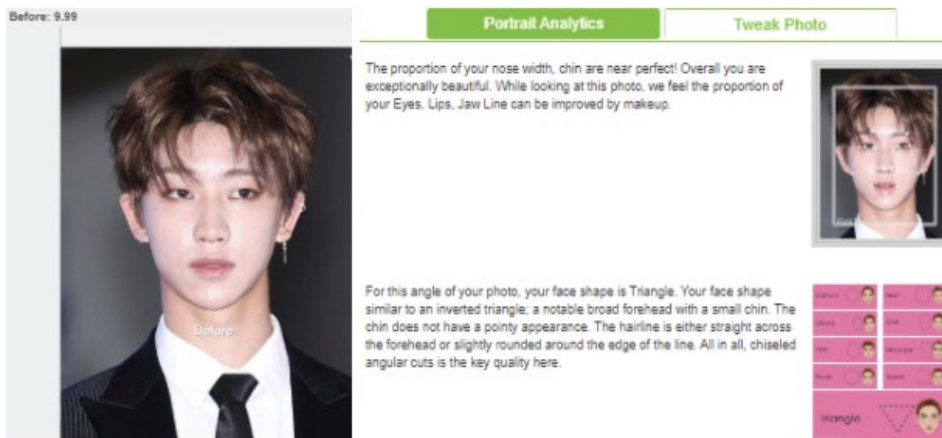 Before: 9.99
Portrait Analytics
Tweak Photo
The proportion of your nose width, chin are near perfect! Overall you are
exceptionally beautiful. While looking at this photo, we feel the proportion of
your Eyes, Lips, Jaw Line can be improved by makeup.
Before
For this angle of your photo, your face shape is Triangle. Your face shape
similar to an inverted triangle; a notable broad forehead with a small chin. The
chin does not have a pointy appearance. The hairline is either straight across
the forehead or slightly rounded around the edge of the line. All in all, chiseled
angular cuts is the key quality here.
triangle